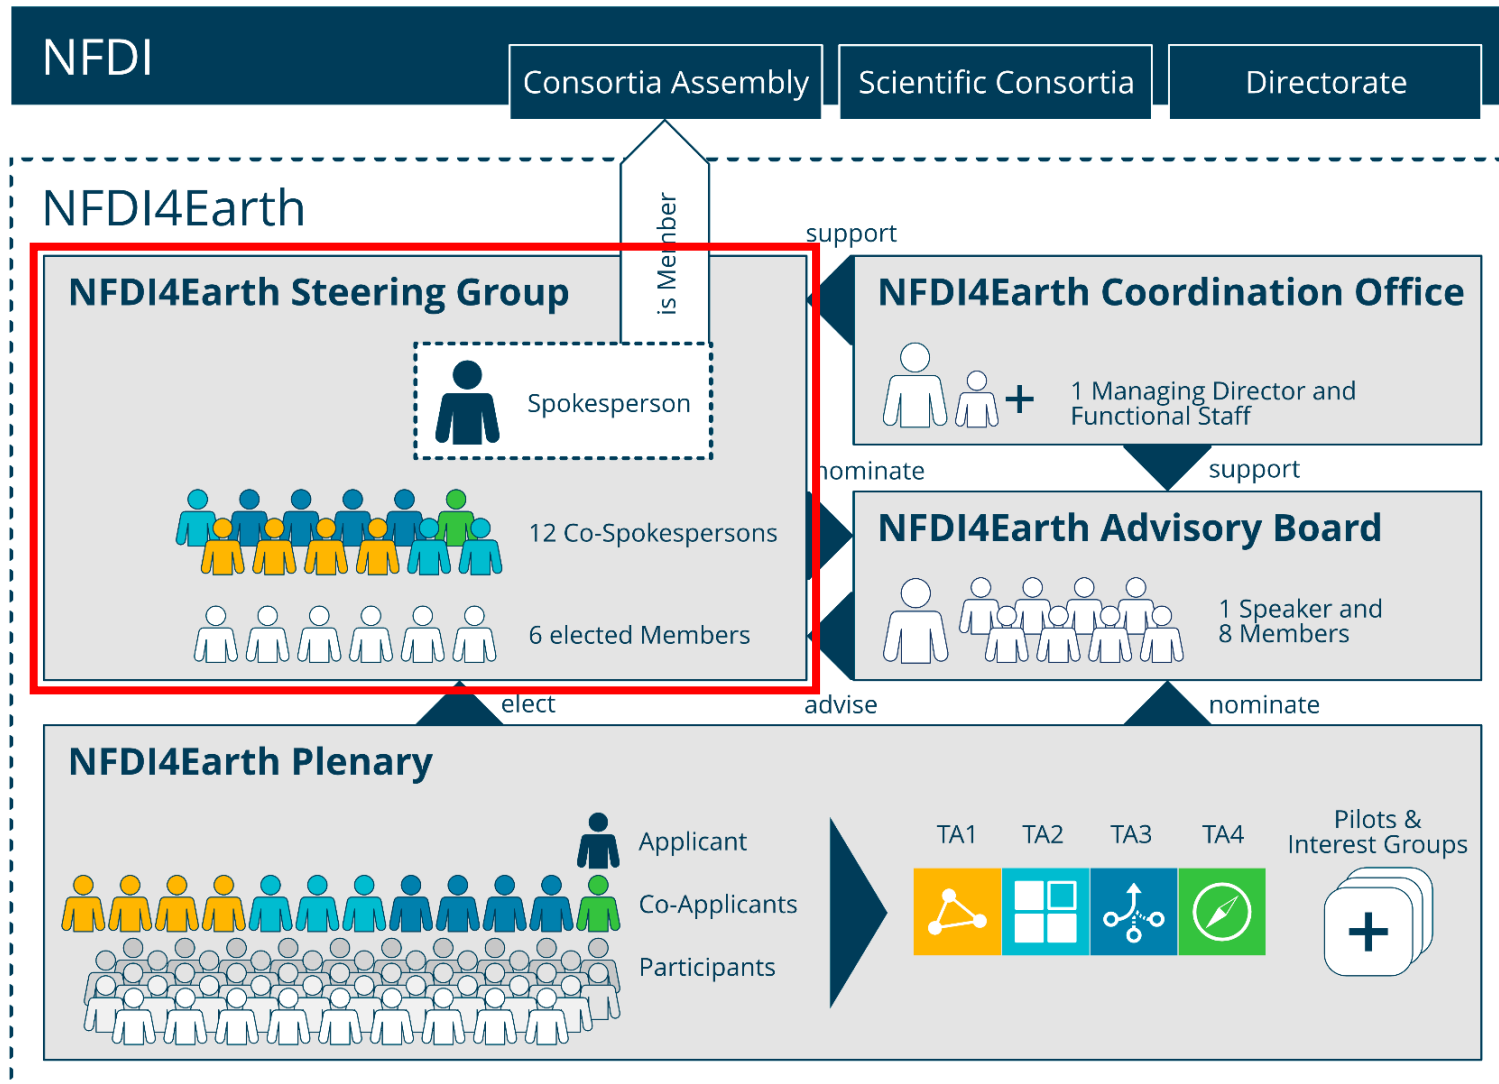 NFDI
Consortia Assembly
Scientific Consortia
Directorate
NFDI4Earth
is Member
support
NFDI4Earth Steering Group
Spokesperson
12 Co-Spokespersons
6 elected Members
NFDI4Earth Coordination Office
+
1 Managing Director and
Functional Staff
nominate
support
NFDI4Earth Advisory Board
1 Speaker and
8 Members
elect
advise
nominate
NFDI4Earth Plenary
Applicant
Co-Applicants
Participants
TA1
TA2
TA3
TA4
Pilots &
Interest Groups
+